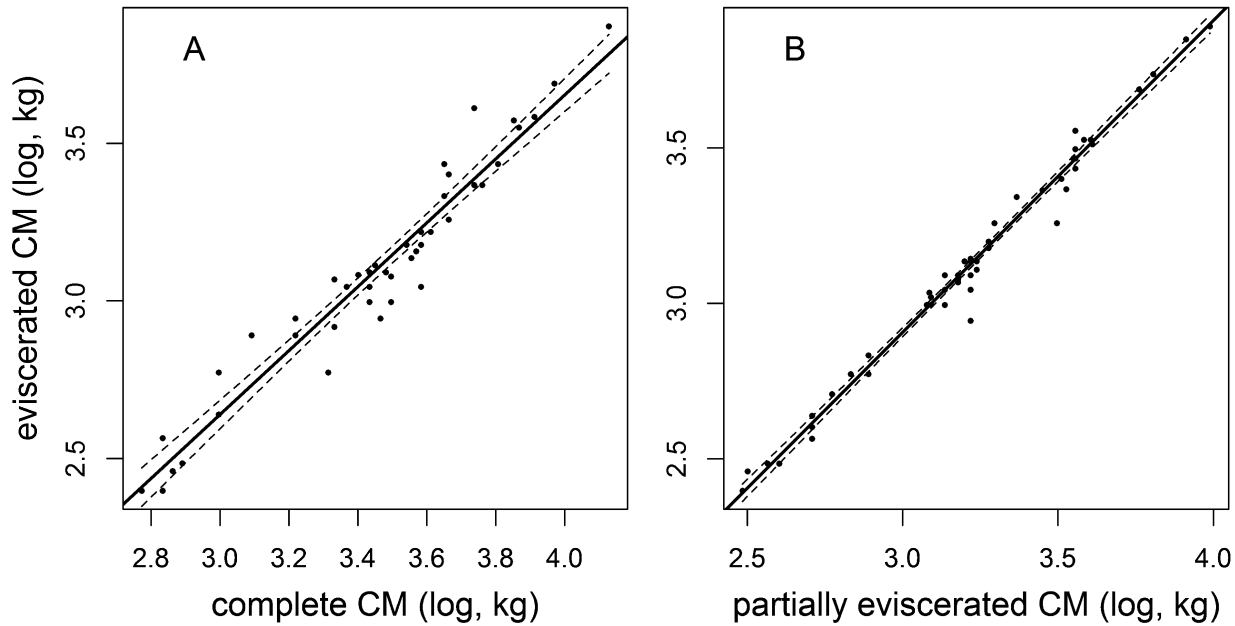 A
eviscerated CM (log, kg)
2.5 3.0 3.5
2.8 3.0 3.2 3.4 3.6 3.8 4.0
complete CM (log, kg)
B
2.5 3.0 3.5
2.5 3.0 3.5 4.0
partially eviscerated CM (log, kg)